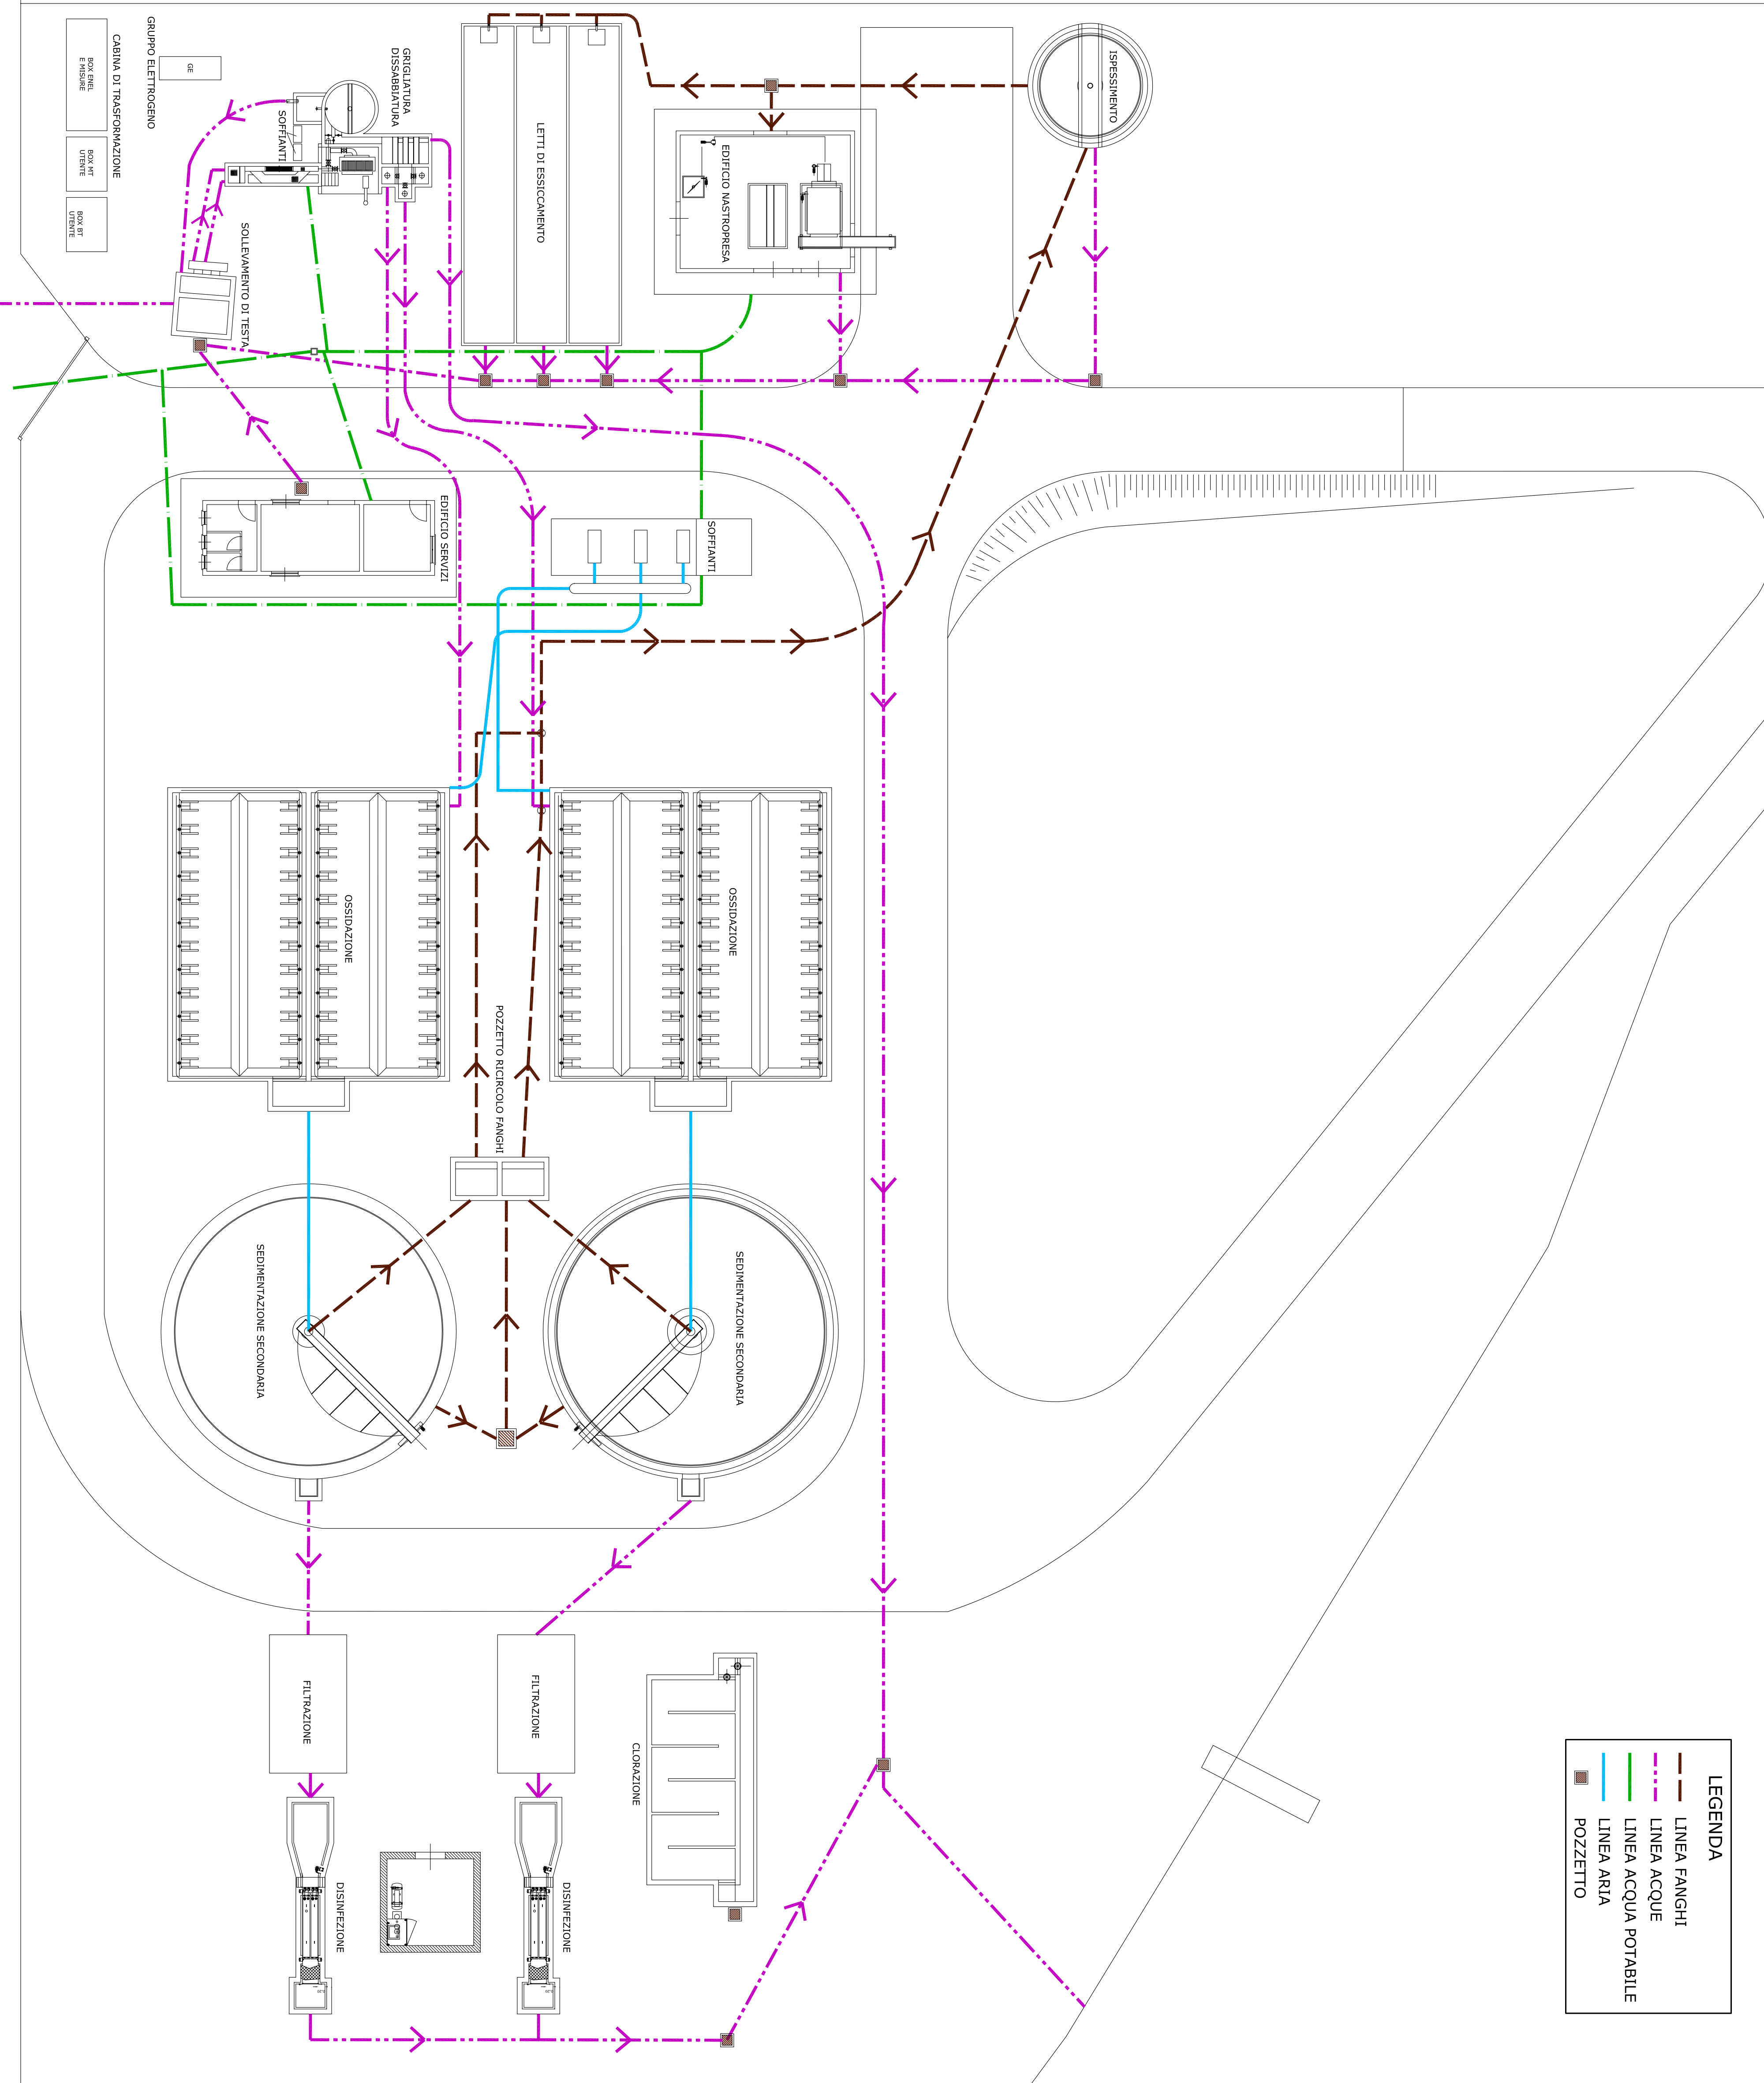 CABINA DI TRASFORMAZIONE
BOX ENEL
E MISURE
BOX MT
UTENTE
BOX BT
UTENTE
GRUPPO ELETTROGENO
GE
GRIGLIATURA
DISSABBIATURA
SOFFIANTI
SOLLEVAMENTO DI TESTA
LETTI DI ESSICCAMENTO
EDIFICIO NASTROPRESA
ISPESSIMENTO
EDIFICIO SERVIZI
SOFFIANTI
OSSIDAZIONE
OSSIDAZIONE
POZZETTO RICIRCOLO FANGHI
SEDIMENTAZIONE SECONDARIA
SEDIMENTAZIONE SECONDARIA
FILTRAZIONE
FILTRAZIONE
CLORAZIONE
DISINFEZIONE
DISINFEZIONE
LEGENDA
LINEA FANGHI
LINEA ACQUE
LINEA ACQUA POTABILE
LINEA ARIA
POZZETTO